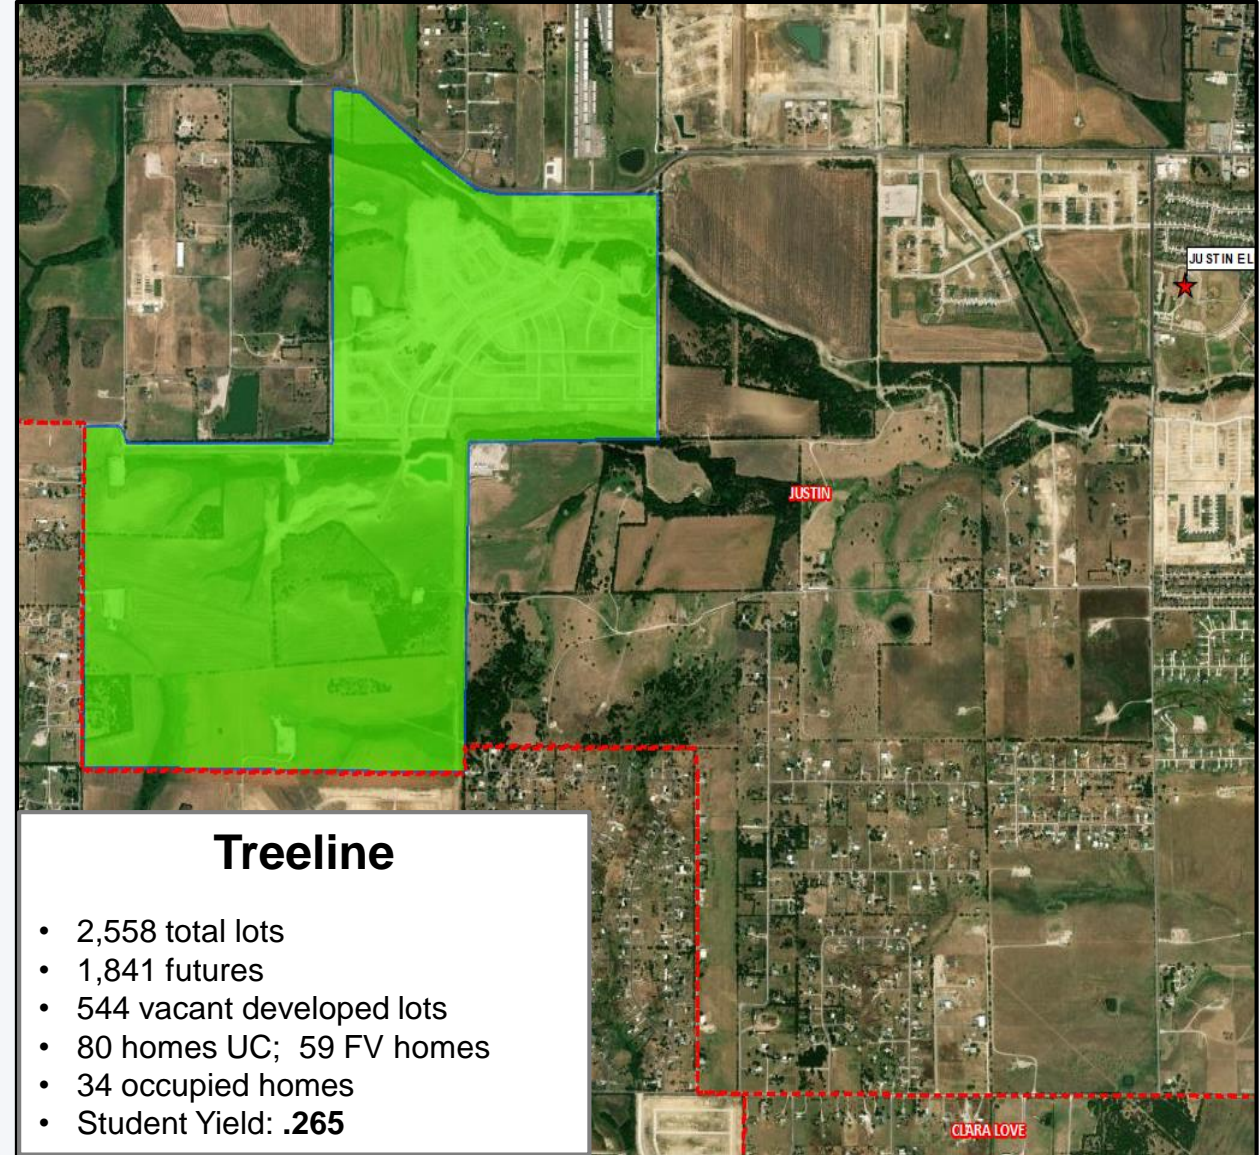 JUSTIN EL
JUSTIN
Treeline
• 2,558 total lots
• 1,841 futures
• 544 vacant developed lots
• 80 homes UC; 59 FV homes
• 34 occupied homes
• Student Yield: .265
CLARA LOVE